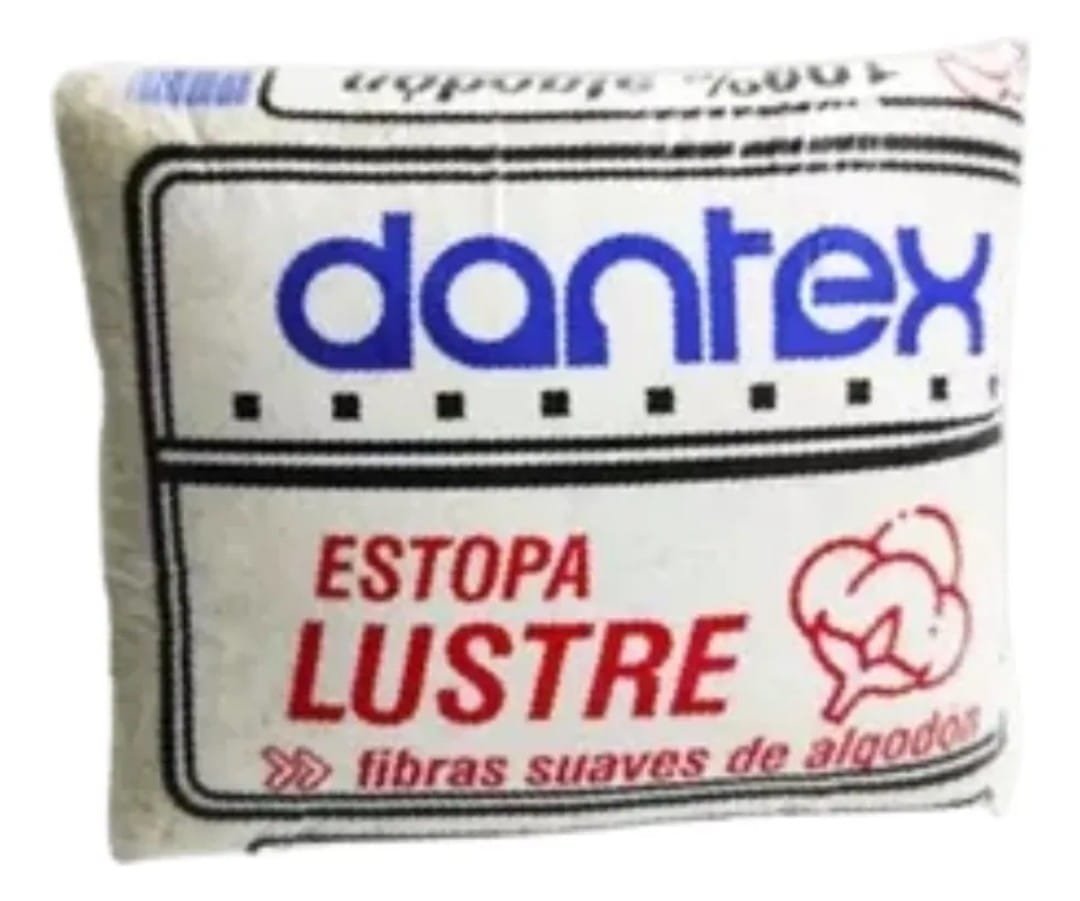 100% algodón
dantex
ESTOPA
LUSTRE
fibras suaves de algodón